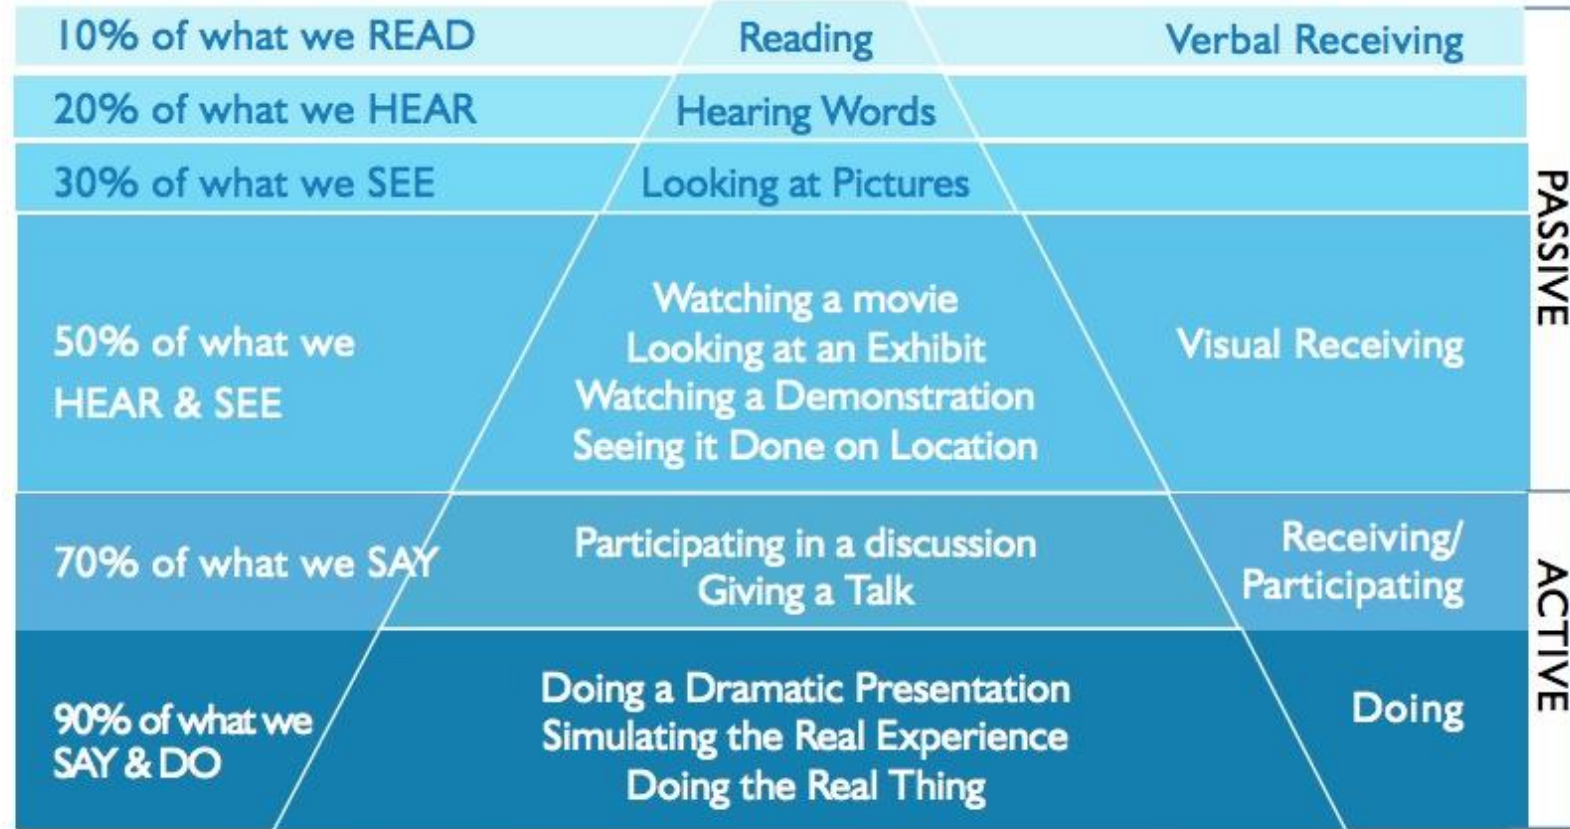 10% of what we READ
Reading
Verbal Receiving
20% of what we HEAR
Hearing Words
30% of what we SEE
Looking at Pictures
50% of what we
HEAR & SEE
Watching a movie
Looking at an Exhibit
Watching a Demonstration
Seeing it Done on Location
Visual Receiving
PASSIVE
70% of what we SAY
Participating in a discussion
Giving a Talk
Receiving/
Participating
90% of what we
SAY & DO
Doing a Dramatic Presentation
Simulating the Real Experience
Doing the Real Thing
Doing
ACTIVE